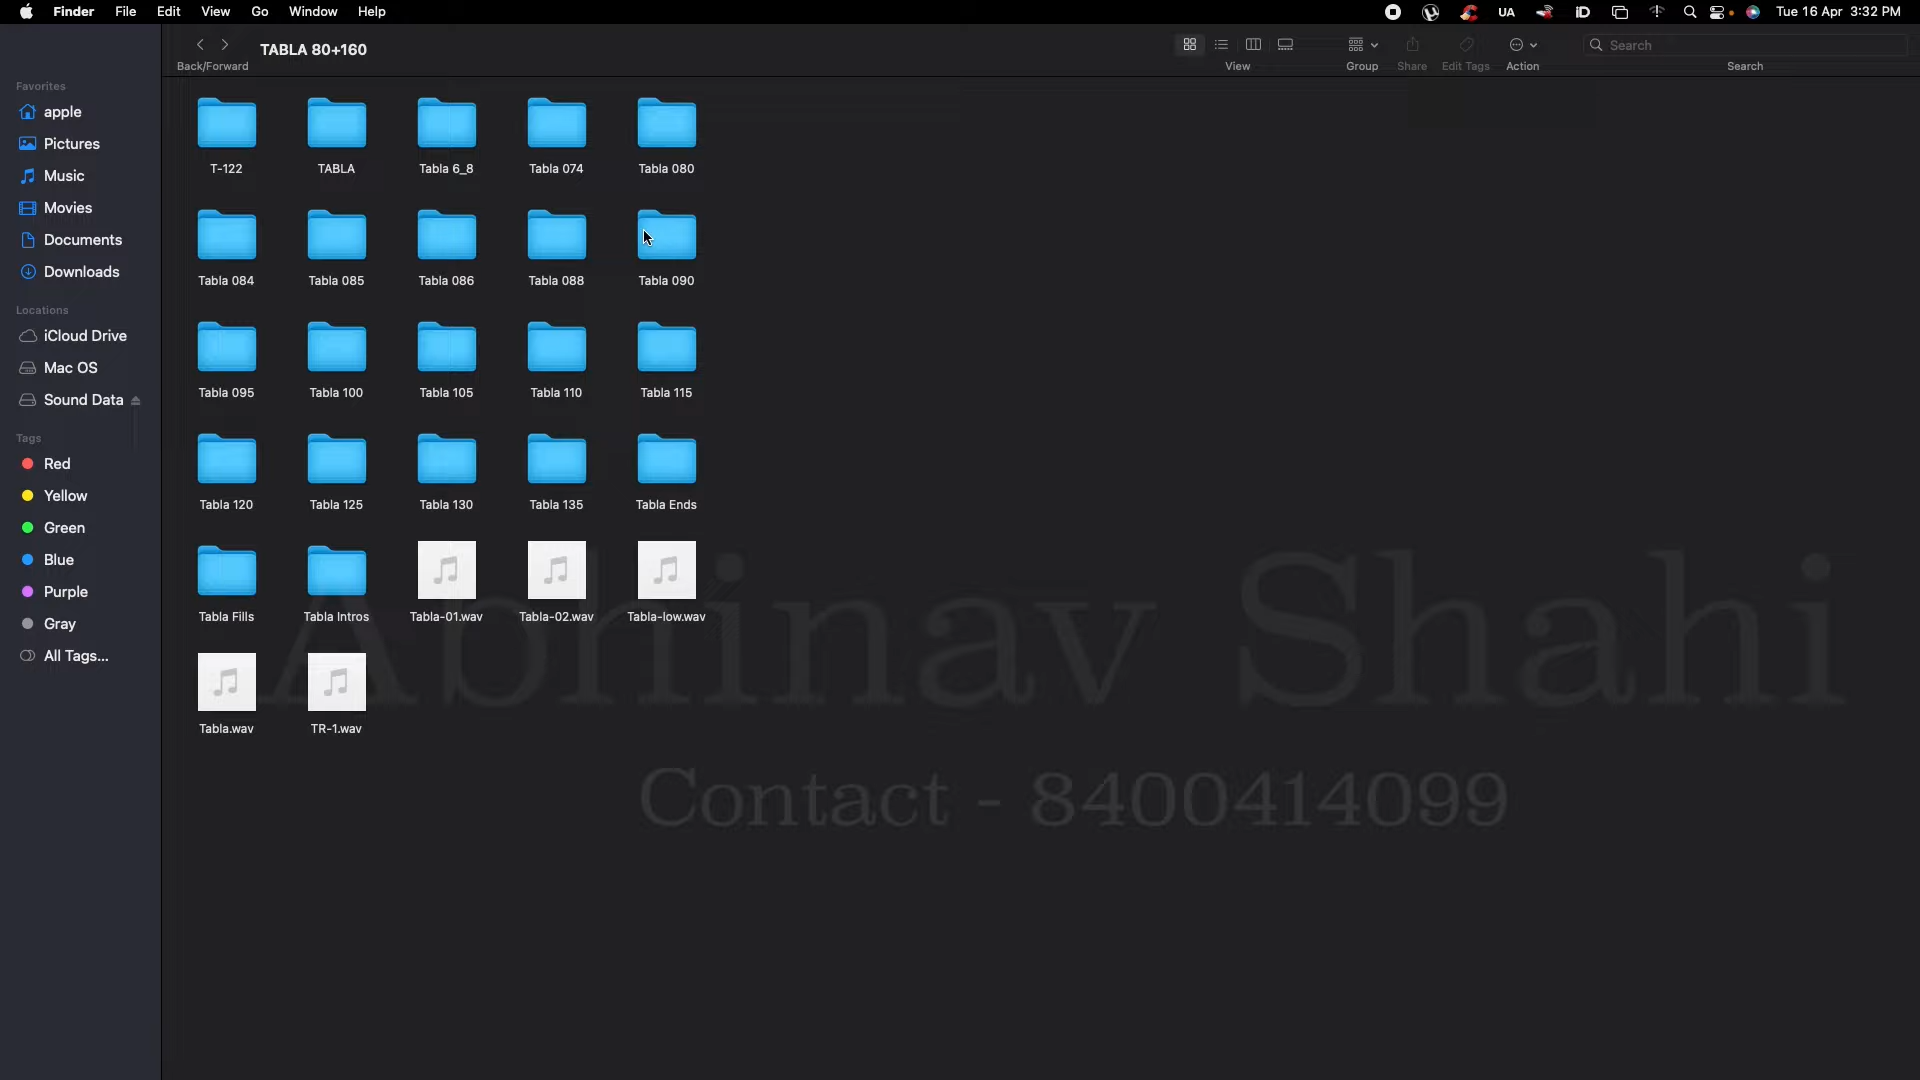 Finder File Edit View Go Window Help
UA iD Tue 16 Apr 3:32 PM
TABLA 80+160
Back/Forward
View
Group
Share
Edit Tags
Action
Search
Search
Favorites
apple
Pictures
Music
Movies
Documents
Downloads
Locations
iCloud Drive
Mac OS
Sound Data
Tags
Red
Yellow
Green
Blue
Purple
Gray
All Tags...
T-122 TABLA Tabla 6_8 Tabla 074 Tabla 080
Tabla 084 Tabla 085 Tabla 086 Tabla 088 Tabla 090
Tabla 095 Tabla 100 Tabla 105 Tabla 110 Tabla 115
Tabla 120 Tabla 125 Tabla 130 Tabla 135 Tabla Ends
Tabla Fills Tabla Intros Tabla-01.wav Tabla-02.wav Tabla-low.wav
Tabla.wav TR-1.wav
Abhinav Shahi
Contact - 8400414099